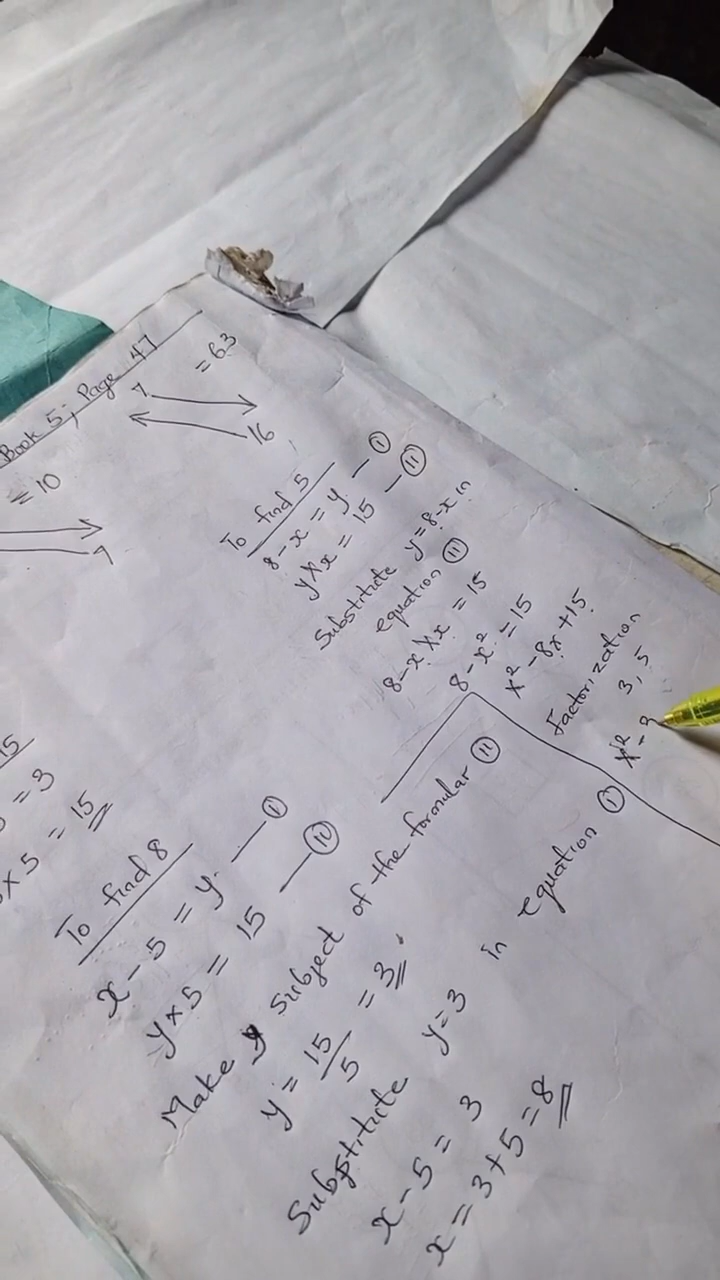 Book 5; Page 47
= 10
7
7
= 63
16
15
= 3
× 5 = 15
To find 5
8 - x = y — (i)
y × x = 15 — (ii)
Substitute y = 8-x in
equation (ii)
8-x × x = 15
8 - x² = 15
x² - 8x + 15
Factorization
3, 5
x² - 3
To find 8
x - 5 = y — (i)
y × 5 = 15 — (ii)
Make y subject of the formular (ii)
y = 15/5 = 3
Substitute y = 3 in equation (i)
x - 5 = 3
x = 3 + 5 = 8